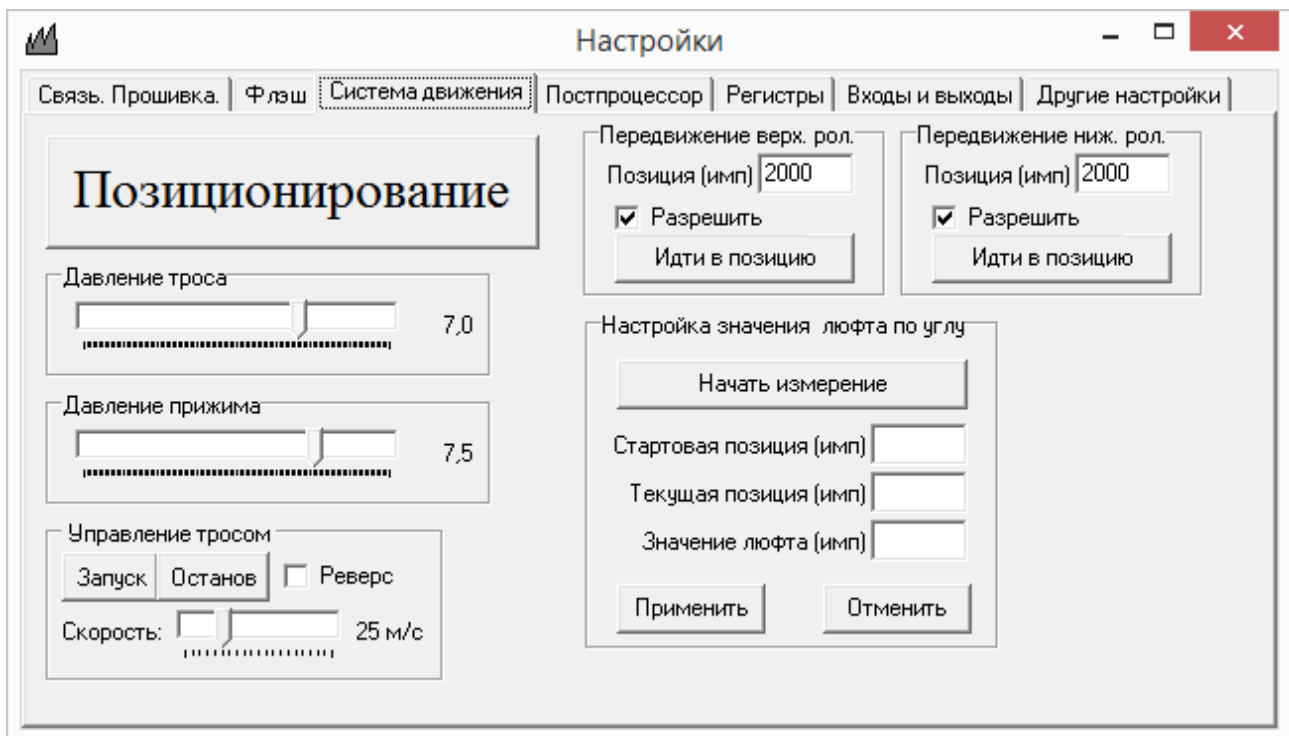 Настройки
Связь. Прошивка. Флэш Система движения Постпроцессор Регистры Входы и выходы Другие настройки
Позиционирование
Давление троса
7,0
Давление прижима
7,5
Управление тросом
Запуск Останов Реверс
Скорость: 25 м/с
Передвижение верх. рол.
Позиция (имп) 2000
Разрешить
Идти в позицию
Передвижение ниж. рол.
Позиция (имп) 2000
Разрешить
Идти в позицию
Настройка значения люфта по углу
Начать измерение
Стартовая позиция (имп)
Текущая позиция (имп)
Значение люфта (имп)
Применить Отменить